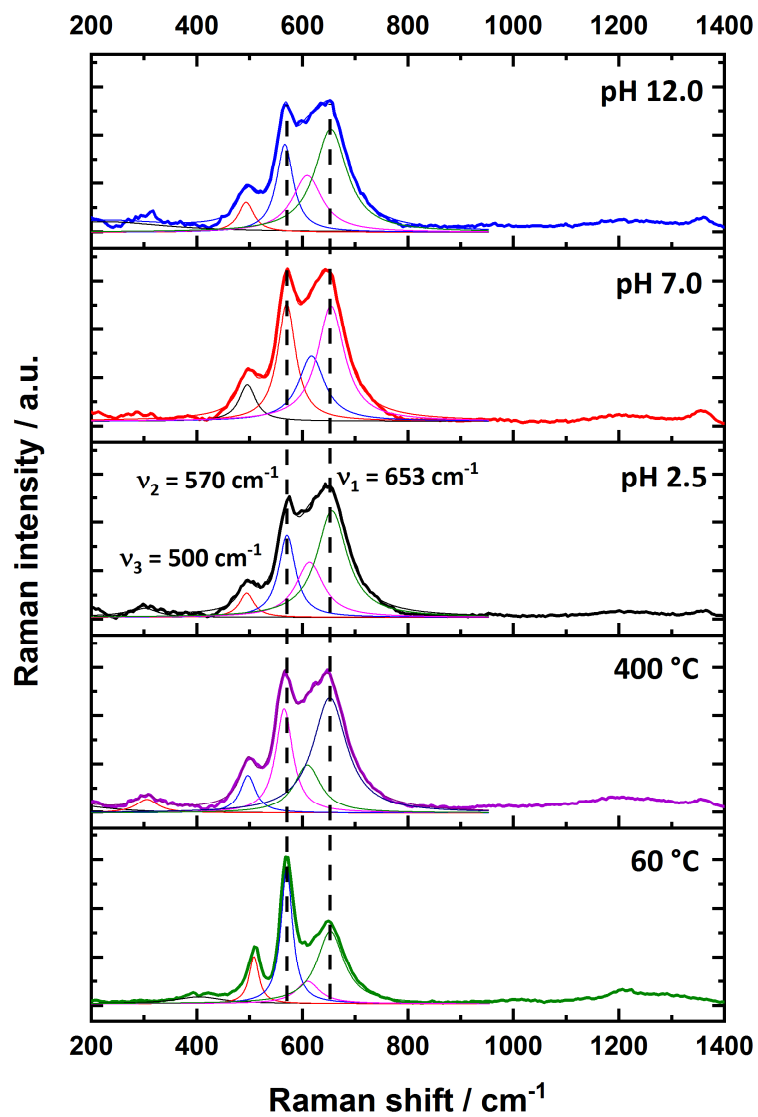 200 400 600 800 1000 1200 1400
pH 12.0
pH 7.0
pH 2.5
ν₂ = 570 cm⁻¹
ν₁ = 653 cm⁻¹
ν₃ = 500 cm⁻¹
400 °C
60 °C
200 400 600 800 1000 1200 1400
Raman shift / cm⁻¹
Raman intensity / a.u.